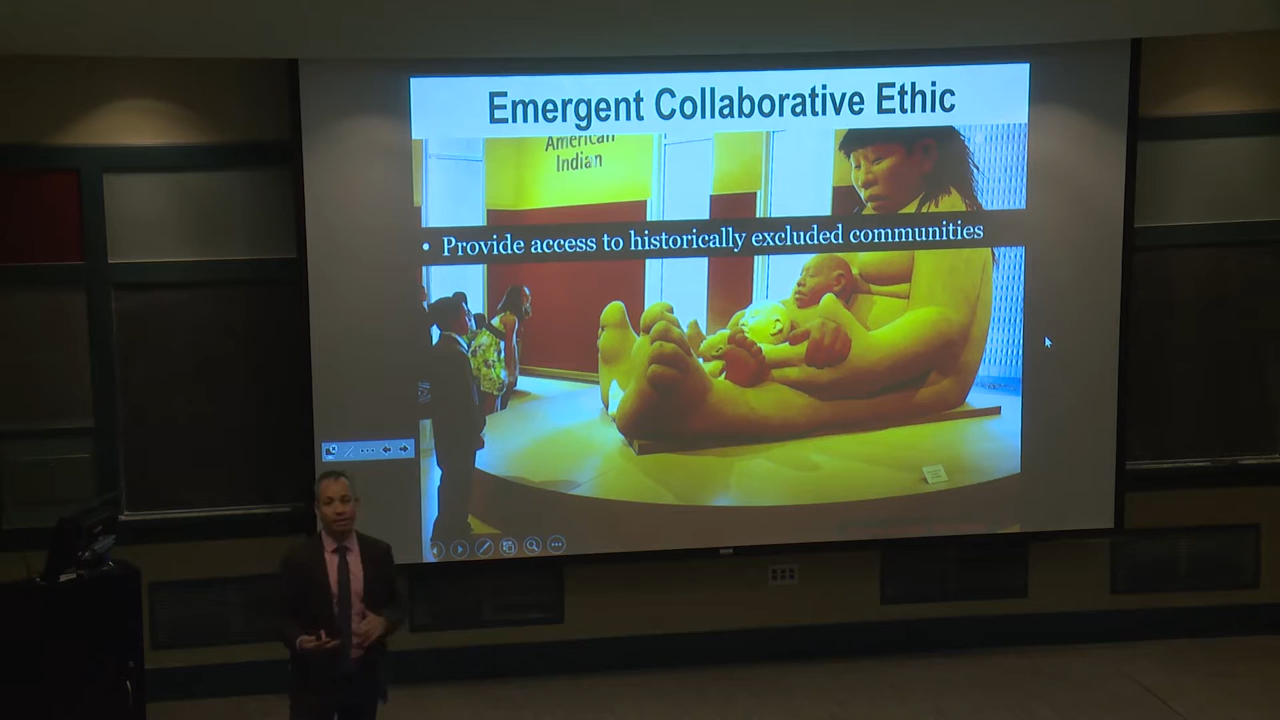 Emergent Collaborative Ethic
American
Indian
• Provide access to historically excluded communities